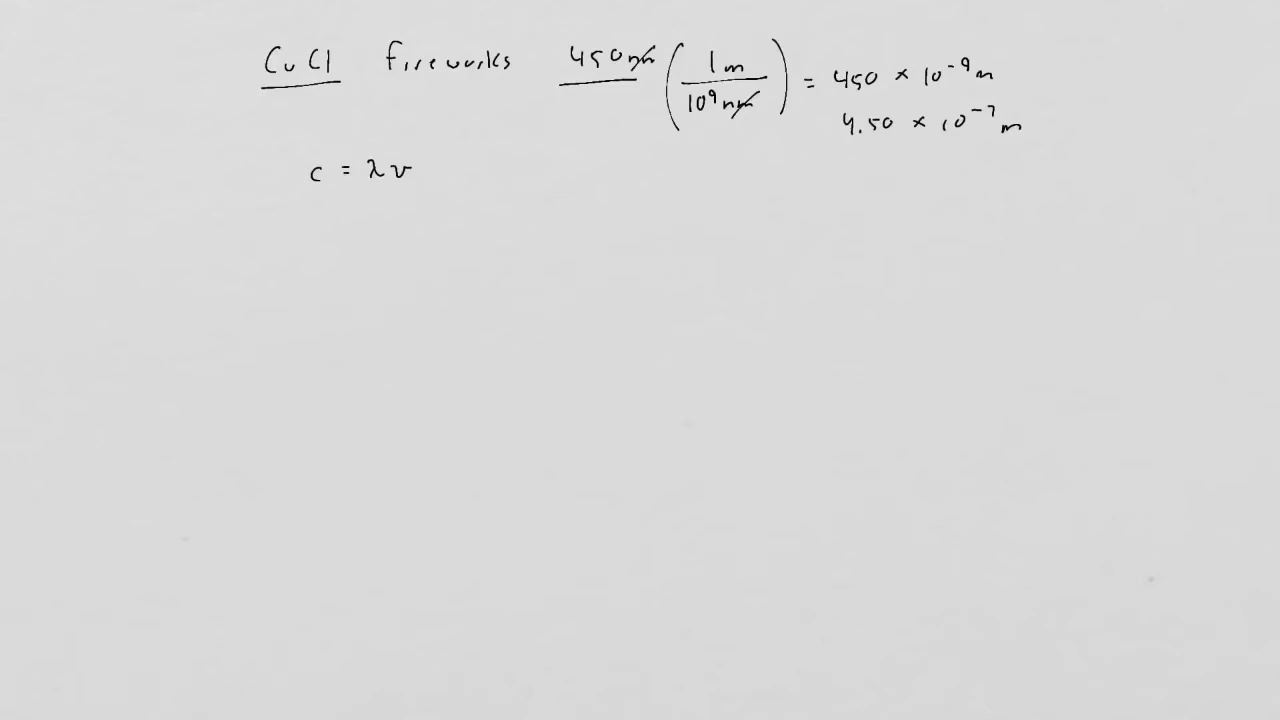 CuCl fireworks 450nm (1m / 10⁹nm) = 450 × 10⁻⁹m
4.50 × 10⁻⁷m
c = λν